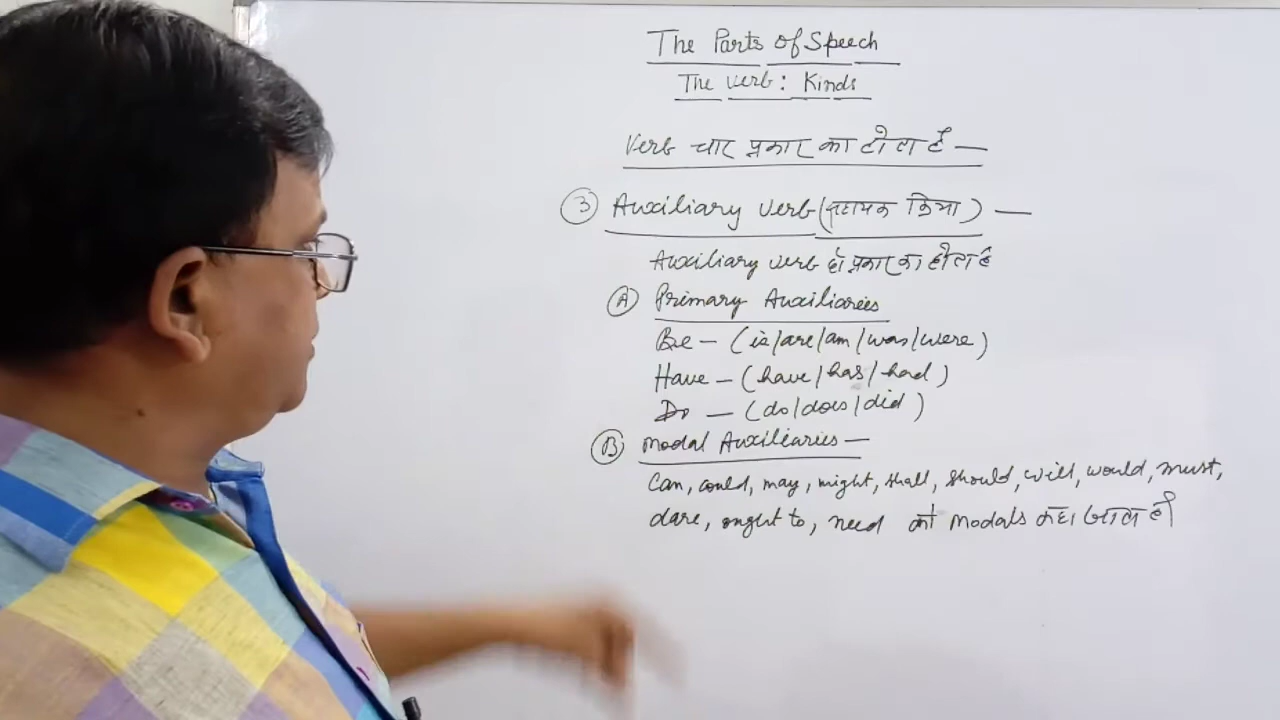 The Parts of Speech
The Verb: Kinds
Verb चार प्रकार का होता है —
③ Auxiliary Verb (सहायक क्रिया) —
Auxiliary Verb दो प्रकार का होता है
Ⓐ Primary Auxiliaries
Be — (is/are/am/was/were)
Have — (have/has/had)
Do — (do/does/did)
Ⓑ Modal Auxiliaries —
Can, could, may, might, shall, should, will, would, must,
dare, ought to, need को Modals कहा जाता है